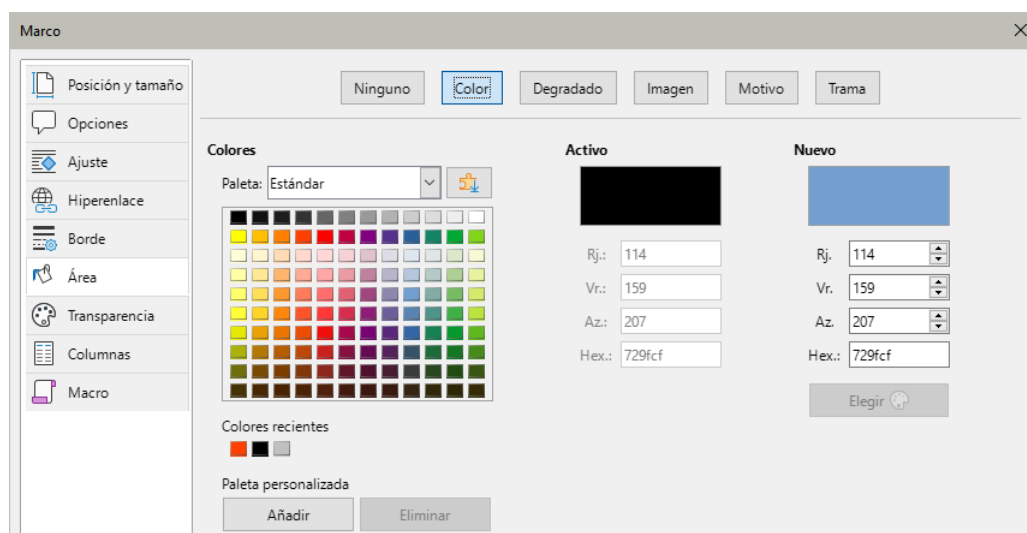 Marco
Posición y tamaño
Opciones
Ajuste
Hiperenlace
Borde
Área
Transparencia
Columnas
Macro
Ninguno Color Degradado Imagen Motivo Trama
Colores
Paleta: Estándar
Colores recientes
Paleta personalizada
Añadir Eliminar
Activo
Rj.: 114
Vr.: 159
Az.: 207
Hex.: 729fcf
Nuevo
Rj. 114
Vr. 159
Az. 207
Hex.: 729fcf
Elegir